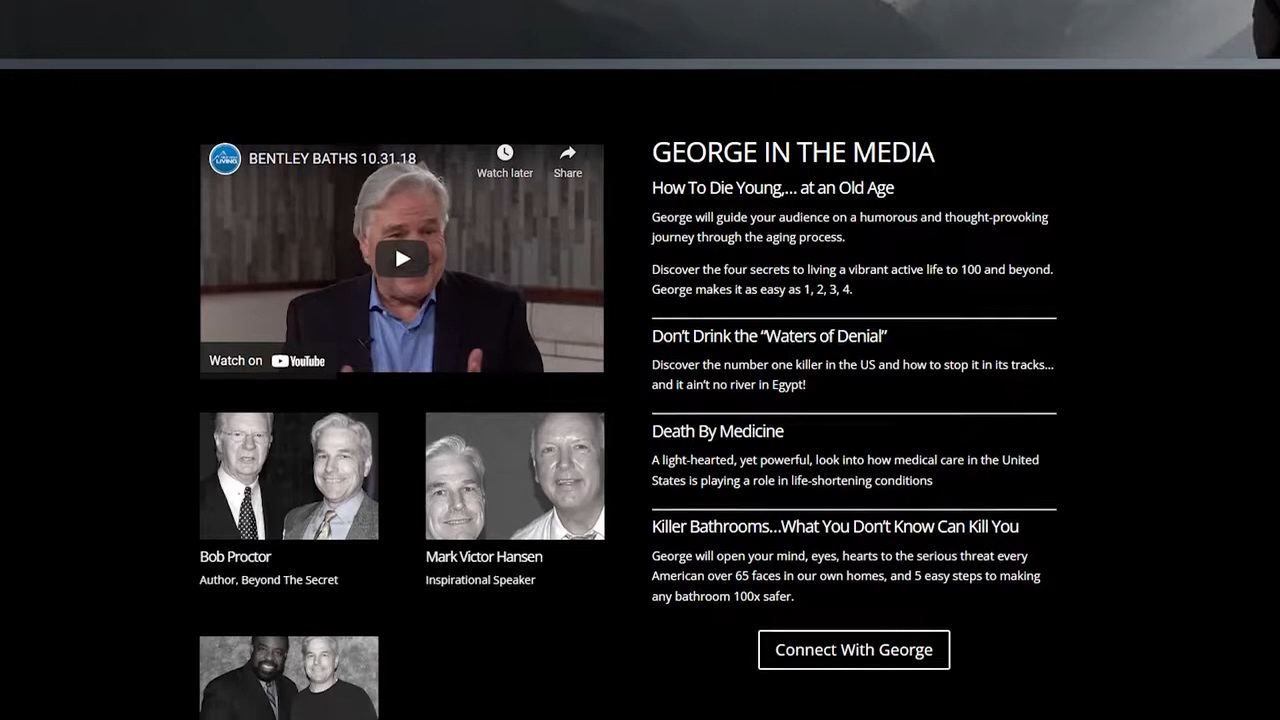 BENTLEY BATHS 10.31.18
Watch later
Share
LIVING
Watch on YouTube
Bob Proctor
Author, Beyond The Secret
Mark Victor Hansen
Inspirational Speaker
GEORGE IN THE MEDIA
How To Die Young,... at an Old Age
George will guide your audience on a humorous and thought-provoking
journey through the aging process.
Discover the four secrets to living a vibrant active life to 100 and beyond.
George makes it as easy as 1, 2, 3, 4.
Don't Drink the “Waters of Denial”
Discover the number one killer in the US and how to stop it in its tracks...
and it ain't no river in Egypt!
Death By Medicine
A light-hearted, yet powerful, look into how medical care in the United
States is playing a role in life-shortening conditions
Killer Bathrooms...What You Don't Know Can Kill You
George will open your mind, eyes, hearts to the serious threat every
American over 65 faces in our own homes, and 5 easy steps to making
any bathroom 100x safer.
Connect With George